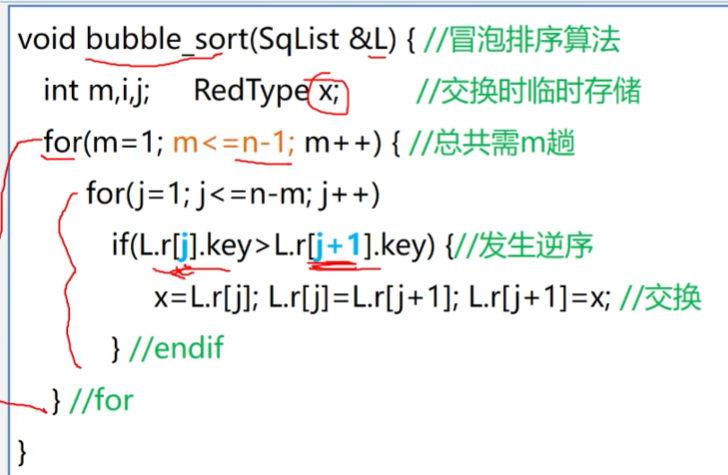 void bubble_sort(SqList &L) { //冒泡排序算法
int m,i,j; RedType x; //交换时临时存储
for(m=1; m<=n-1; m++) { //总共需m趟
for(j=1; j<=n-m; j++)
if(L.r[j].key>L.r[j+1].key) {//发生逆序
x=L.r[j]; L.r[j]=L.r[j+1]; L.r[j+1]=x; //交换
} //endif
} //for
}